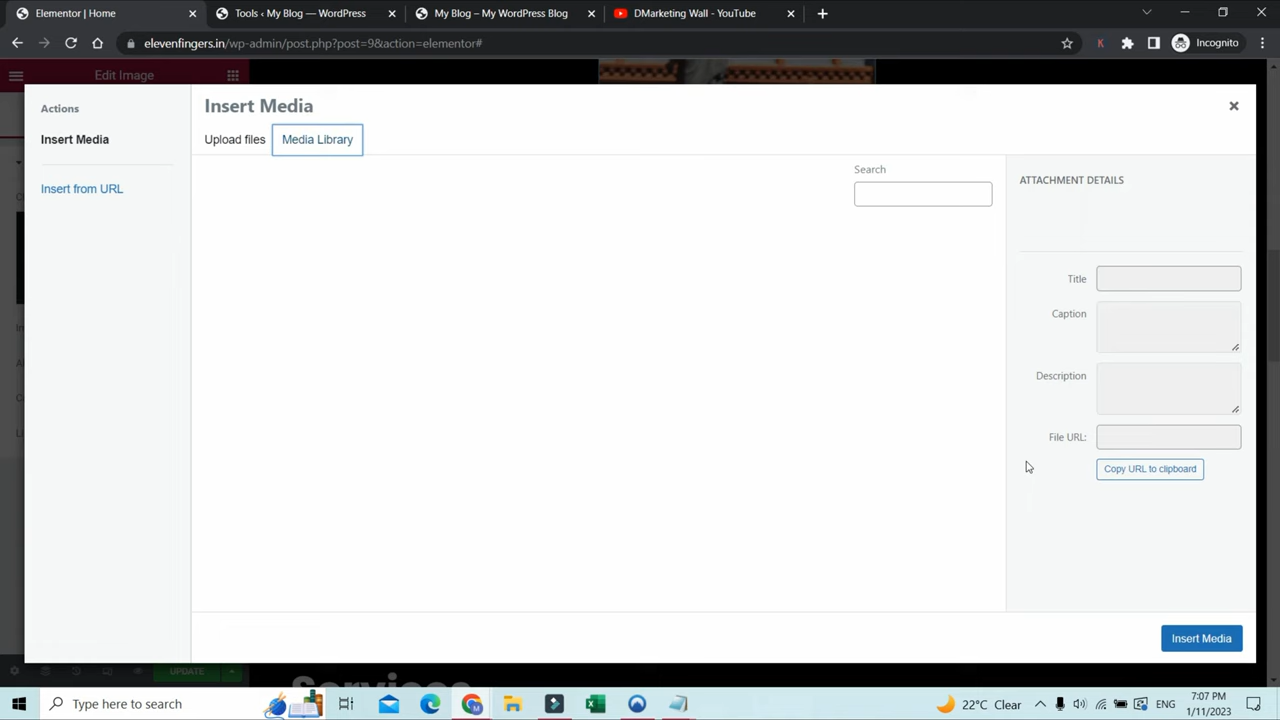 Elementor | Home
Tools ‹ My Blog — WordPress
My Blog – My WordPress Blog
DMarketing Wall - YouTube
elevenfingers.in/wp-admin/post.php?post=9&action=elementor#
Incognito
Edit Image
Actions
Insert Media
Insert from URL
Insert Media
Upload files
Media Library
Search
ATTACHMENT DETAILS
Title
Caption
Description
File URL:
Copy URL to clipboard
Insert Media
UPDATE
Services
Type here to search
22°C Clear
ENG
7:07 PM
1/11/2023